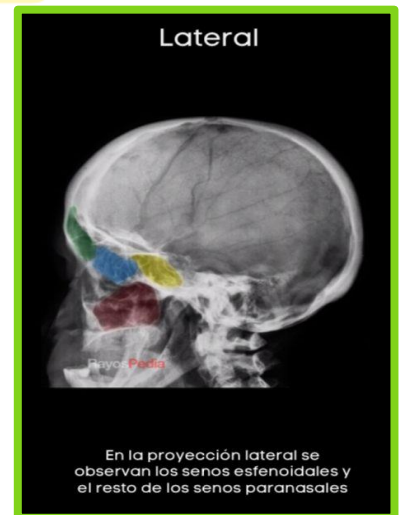 Lateral
RayosPedia
En la proyección lateral se
observan los senos esfenoidales y
el resto de los senos paranasales